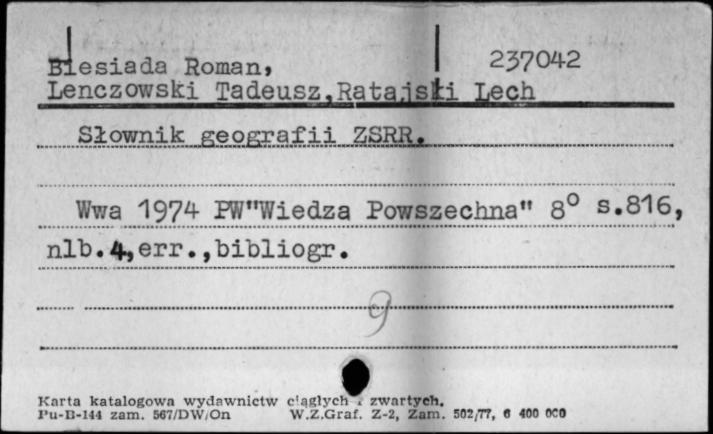 237042
Biesiada Roman,
Lenczowski Tadeusz,Ratajski Lech
Słownik geografii ZSRR.
Wwa 1974 PW"Wiedza Powszechna" 8° s.816,
nlb.4,err.,bibliogr.
9
Karta katalogowa wydawnictw ciągłych i zwartych.
Pu-B-144 zam. 567/DW/On W.Z.Graf. Z-2, Zam. 502/77, 6 400 000